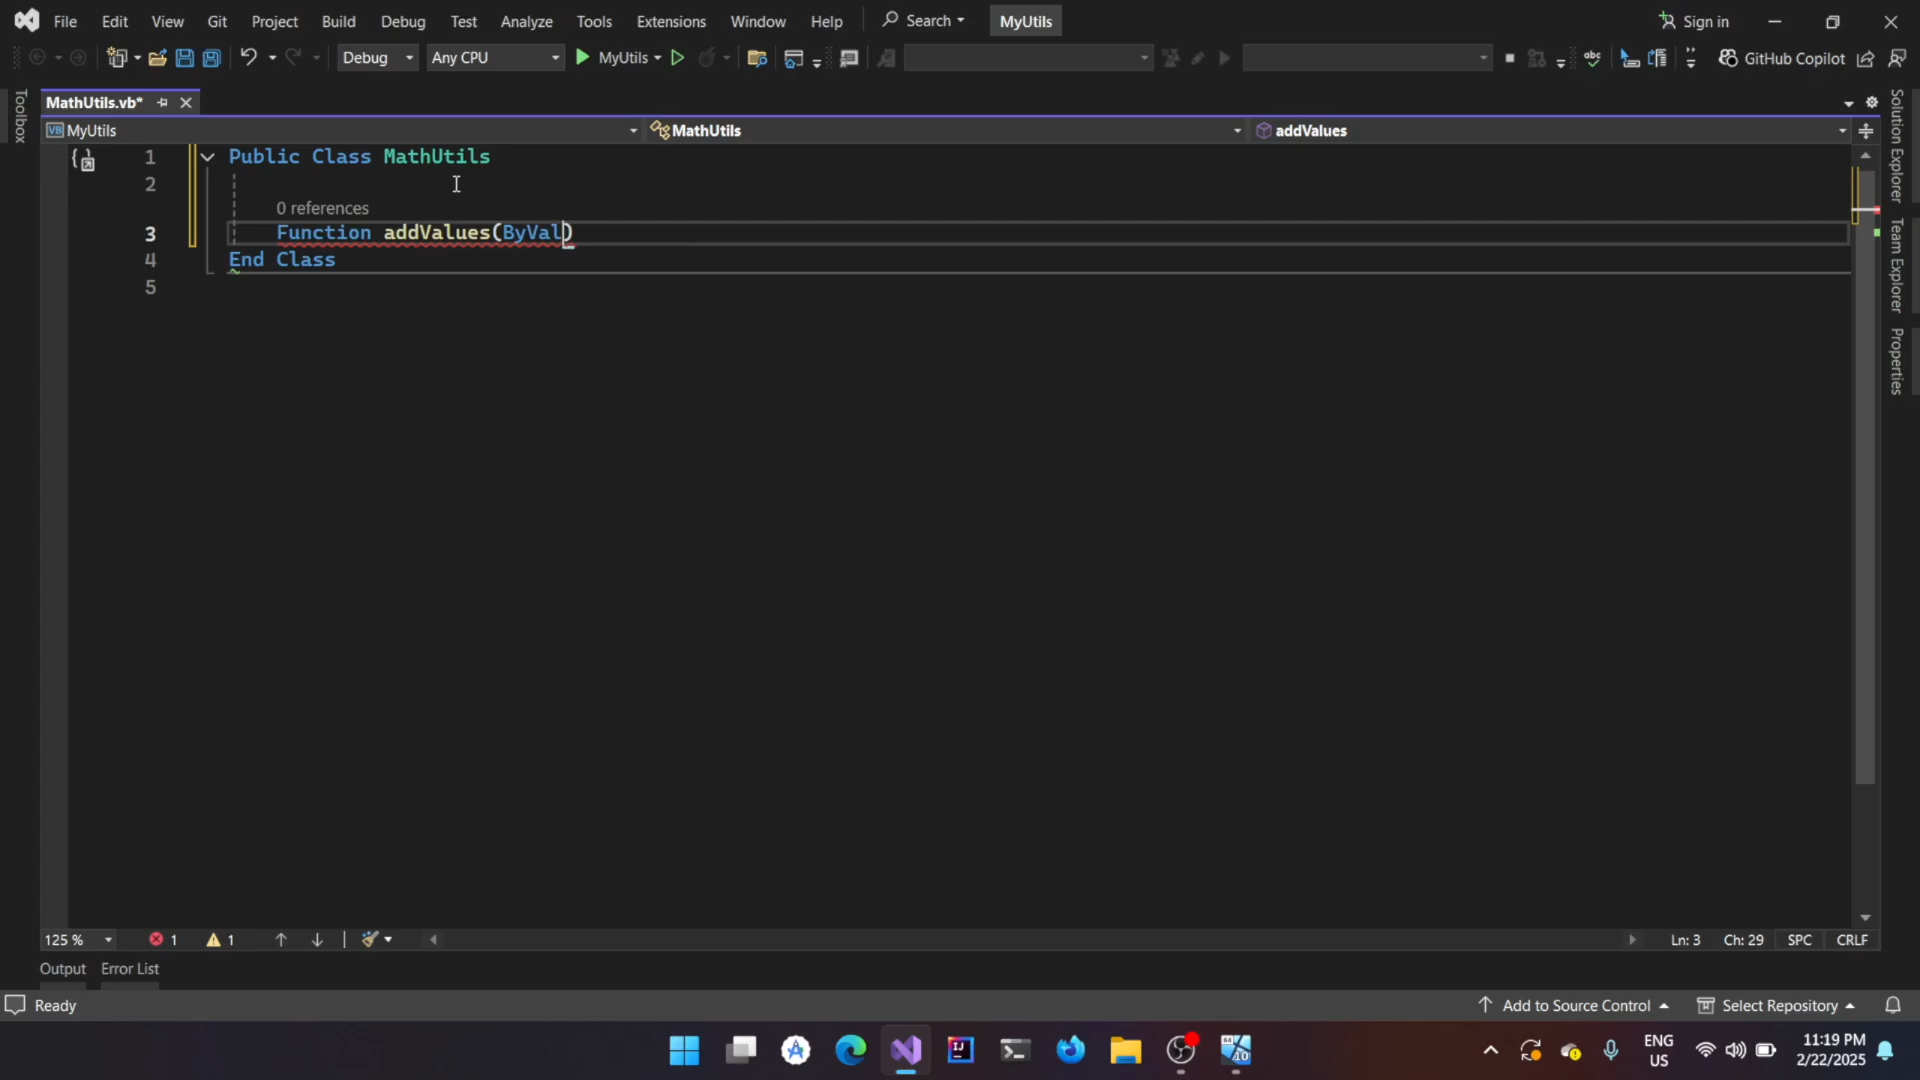 File Edit View Git Project Build Debug Test Analyze Tools Extensions Window Help Search MyUtils Sign in
Debug Any CPU MyUtils GitHub Copilot
Toolbox
MathUtils.vb*
MyUtils MathUtils addValues
1 Public Class MathUtils
2
0 references
3 Function addValues(ByVal)
4 End Class
5
Solution Explorer
Team Explorer
Properties
125 % 1 1 Ln: 3 Ch: 29 SPC CRLF
Output Error List
Ready Add to Source Control Select Repository
ENG 11:19 PM
US 2/22/2025